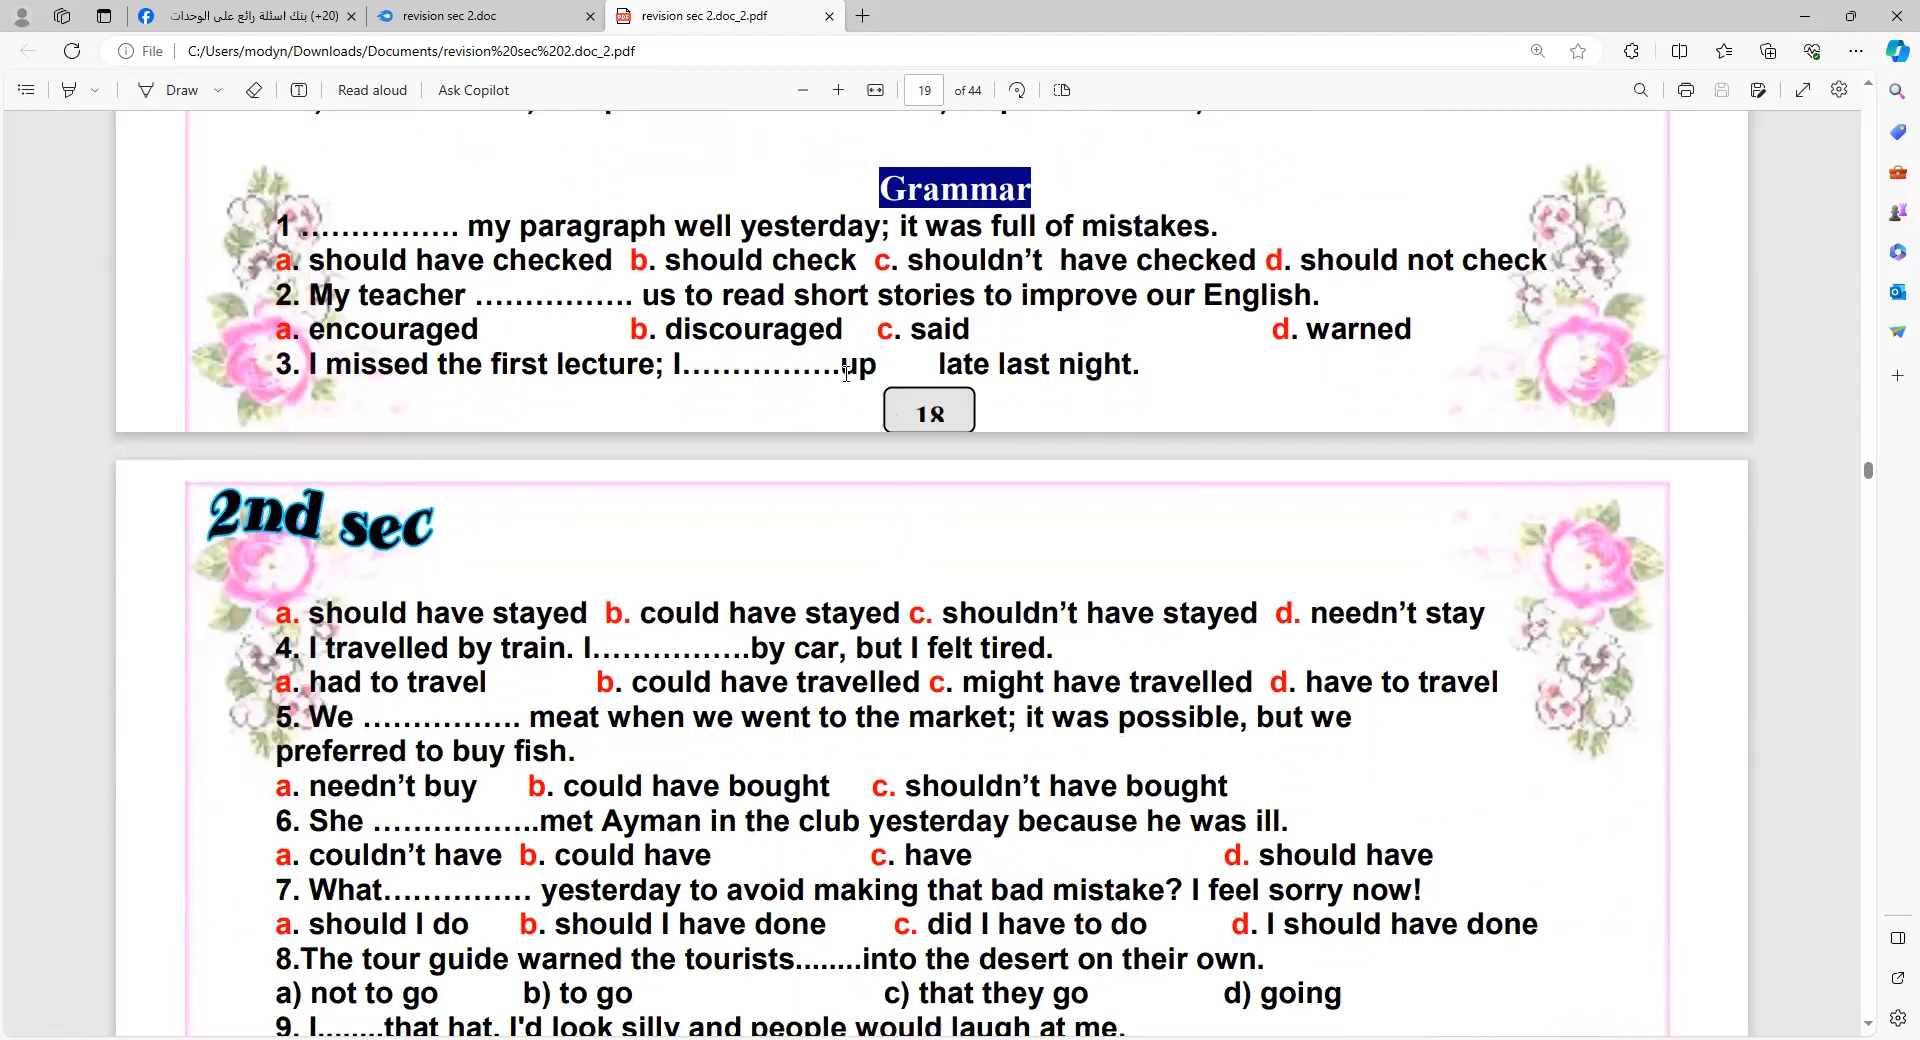 (20+) بنك اسئلة رائع على الوحدات
revision sec 2.doc
revision sec 2.doc_2.pdf
File
C:/Users/modyn/Downloads/Documents/revision%20sec%202.doc_2.pdf
Draw
Read aloud
Ask Copilot
19 of 44
Grammar
1 ................ my paragraph well yesterday; it was full of mistakes.
a. should have checked b. should check c. shouldn’t have checked d. should not check
2. My teacher ................ us to read short stories to improve our English.
a. encouraged b. discouraged c. said d. warned
3. I missed the first lecture; I................up late last night.
18
2nd sec
a. should have stayed b. could have stayed c. shouldn’t have stayed d. needn’t stay
4. I travelled by train. I................by car, but I felt tired.
a. had to travel b. could have travelled c. might have travelled d. have to travel
5. We ................ meat when we went to the market; it was possible, but we
preferred to buy fish.
a. needn’t buy b. could have bought c. shouldn’t have bought
6. She .................met Ayman in the club yesterday because he was ill.
a. couldn’t have b. could have c. have d. should have
7. What............... yesterday to avoid making that bad mistake? I feel sorry now!
a. should I do b. should I have done c. did I have to do d. I should have done
8.The tour guide warned the tourists........into the desert on their own.
a) not to go b) to go c) that they go d) going
9. I........that hat, I'd look silly and people would laugh at me.